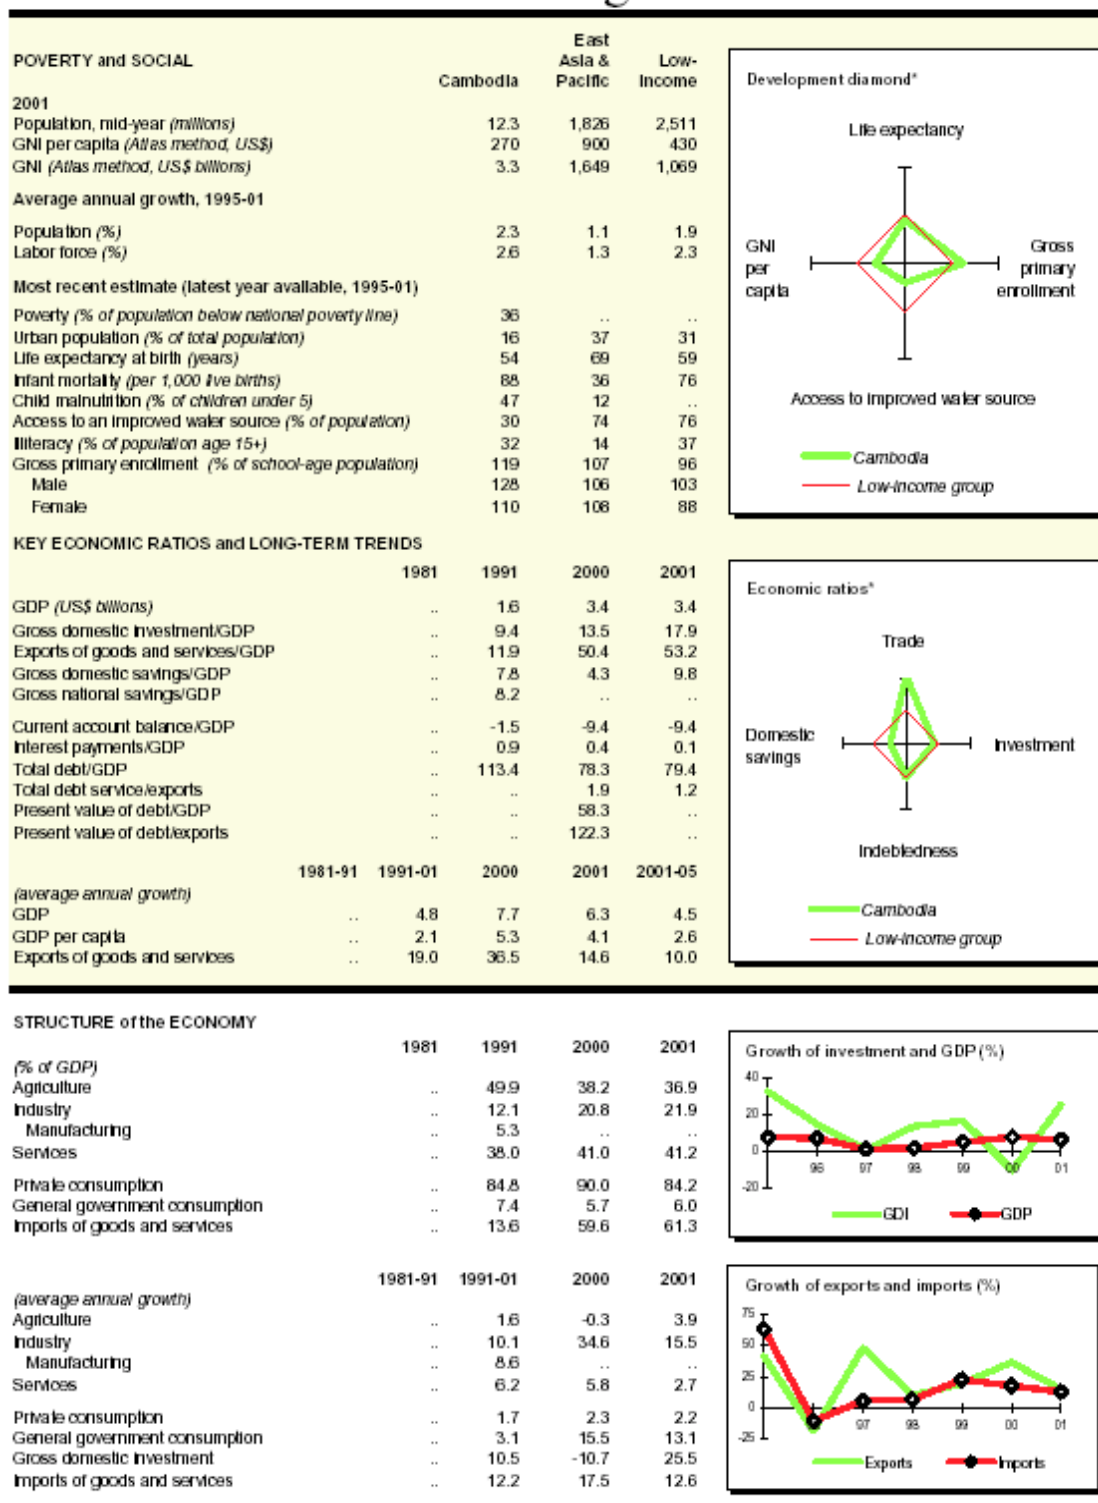 POVERTY and SOCIAL
Cambodia
East Asia & Pacific
Low-Income
2001
Population, mid-year (millions) 12.3 1,826 2,511
GNI per capita (Atlas method, US$) 270 900 430
GNI (Atlas method, US$ billions) 3.3 1,649 1,069
Average annual growth, 1995-01
Population (%) 2.3 1.1 1.9
Labor force (%) 2.6 1.3 2.3
Most recent estimate (latest year available, 1995-01)
Poverty (% of population below national poverty line) 36 .. ..
Urban population (% of total population) 16 37 31
Life expectancy at birth (years) 54 69 59
Infant mortality (per 1,000 live births) 88 36 76
Child malnutrition (% of children under 5) 47 12 ..
Access to an improved water source (% of population) 30 74 76
Illiteracy (% of population age 15+) 32 14 37
Gross primary enrollment (% of school-age population) 119 107 96
Male 128 106 103
Female 110 108 88
Development diamond*
Life expectancy
GNI per capita
Gross primary enrollment
Access to improved water source
Cambodia
Low-income group
KEY ECONOMIC RATIOS and LONG-TERM TRENDS
1981 1991 2000 2001
GDP (US$ billions) .. 1.6 3.4 3.4
Gross domestic investment/GDP .. 9.4 13.5 17.9
Exports of goods and services/GDP .. 11.9 50.4 53.2
Gross domestic savings/GDP .. 7.8 4.3 9.8
Gross national savings/GDP .. 8.2 .. ..
Current account balance/GDP .. -1.5 -9.4 -9.4
Interest payments/GDP .. 0.9 0.4 0.1
Total debt/GDP .. 113.4 78.3 79.4
Total debt service/exports .. .. 1.9 1.2
Present value of debt/GDP .. .. 58.3 ..
Present value of debt/exports .. .. 122.3 ..
1981-91 1991-01 2000 2001 2001-05
(average annual growth)
GDP .. 4.8 7.7 6.3 4.5
GDP per capita .. 2.1 5.3 4.1 2.6
Exports of goods and services .. 19.0 36.5 14.6 10.0
Economic ratios*
Trade
Domestic savings
Investment
Indebtedness
Cambodia
Low-income group
STRUCTURE of the ECONOMY
1981 1991 2000 2001
(% of GDP)
Agriculture .. 49.9 38.2 36.9
Industry .. 12.1 20.8 21.9
Manufacturing .. 5.3 .. ..
Services .. 38.0 41.0 41.2
Private consumption .. 84.8 90.0 84.2
General government consumption .. 7.4 5.7 6.0
Imports of goods and services .. 13.6 59.6 61.3
Growth of investment and GDP (%)
40
20
0
-20
96 97 98 99 00 01
GDI GDP
1981-91 1991-01 2000 2001
(average annual growth)
Agriculture .. 1.6 -0.3 3.9
Industry .. 10.1 34.6 15.5
Manufacturing .. 8.6 .. ..
Services .. 6.2 5.8 2.7
Private consumption .. 1.7 2.3 2.2
General government consumption .. 3.1 15.5 13.1
Gross domestic investment .. 10.5 -10.7 25.5
Imports of goods and services .. 12.2 17.5 12.6
Growth of exports and imports (%)
75
50
25
0
-25
97 98 99 00 01
Exports Imports